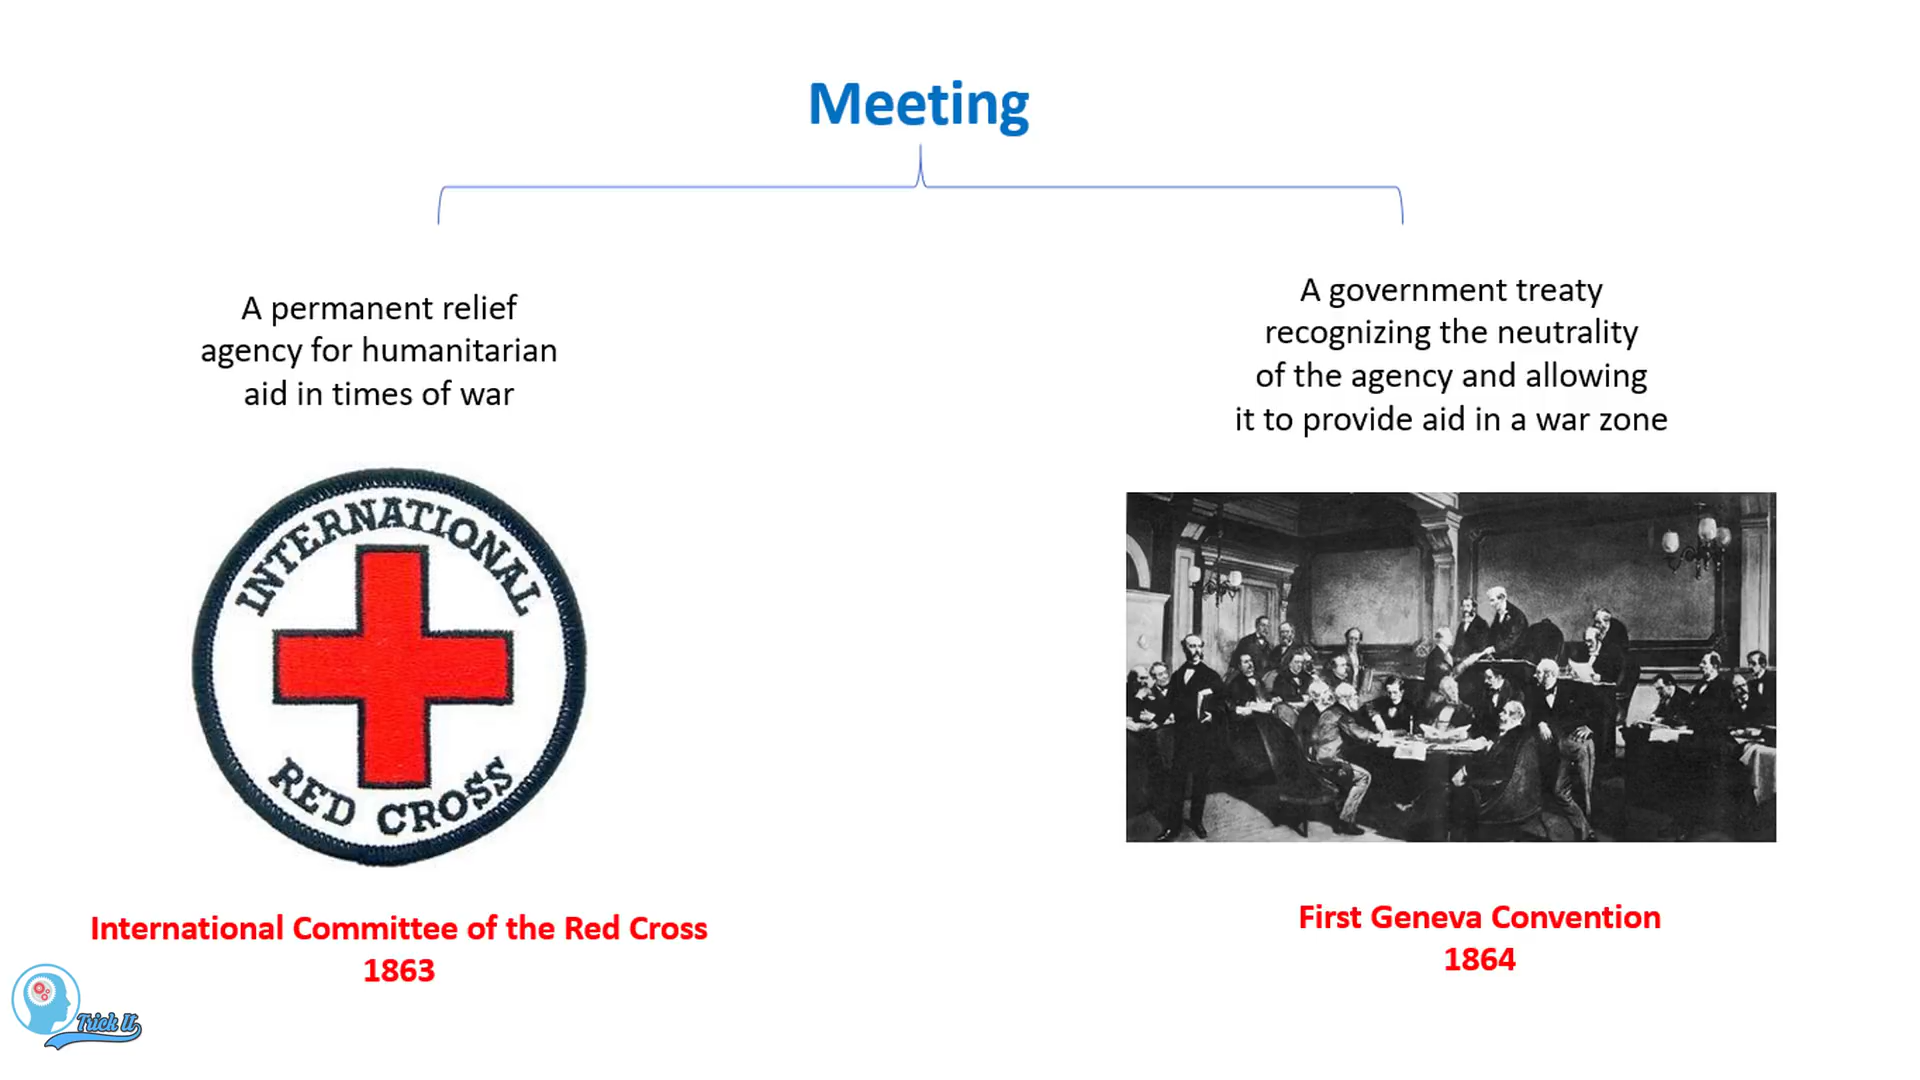 Meeting
A permanent relief
agency for humanitarian
aid in times of war
INTERNATIONAL
RED CROSS
International Committee of the Red Cross
1863
A government treaty
recognizing the neutrality
of the agency and allowing
it to provide aid in a war zone
First Geneva Convention
1864
Trick It